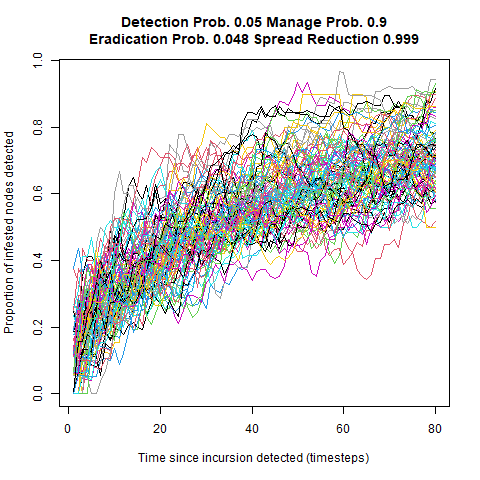 Detection Prob. 0.05 Manage Prob. 0.9
Eradication Prob. 0.048 Spread Reduction 0.999
Proportion of infested nodes detected
1.0
0.8
0.6
0.4
0.2
0.0
0 20 40 60 80
Time since incursion detected (timesteps)